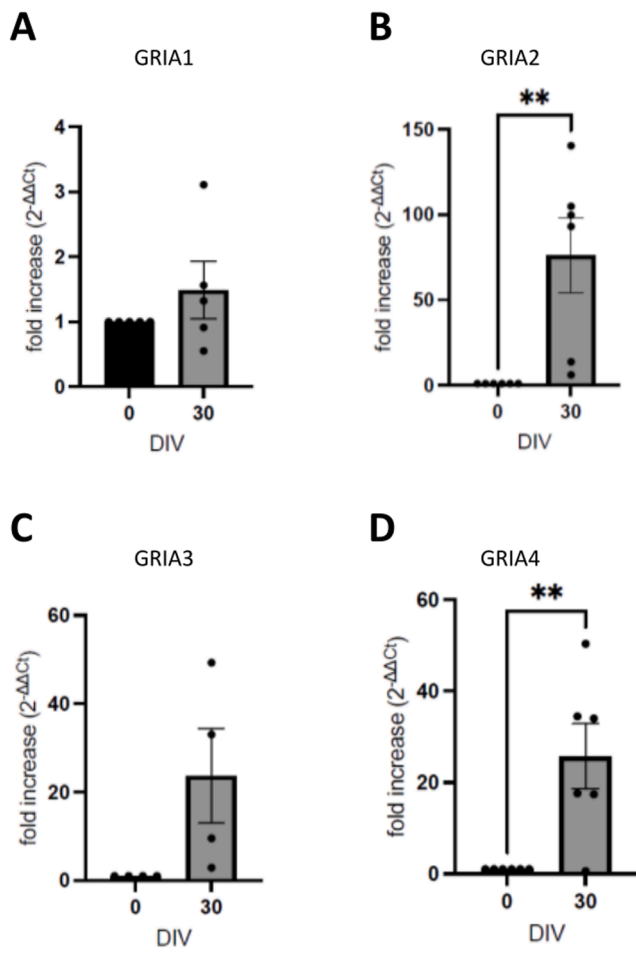 A
GRIA1
fold increase (2-ΔΔCt)
4
3
2
1
0
0 30
DIV
B
GRIA2
**
fold increase (2-ΔΔCt)
150
100
50
0
0 30
DIV
C
GRIA3
fold increase (2-ΔΔCt)
60
40
20
0
0 30
DIV
D
GRIA4
**
fold increase (2-ΔΔCt)
60
40
20
0
0 30
DIV